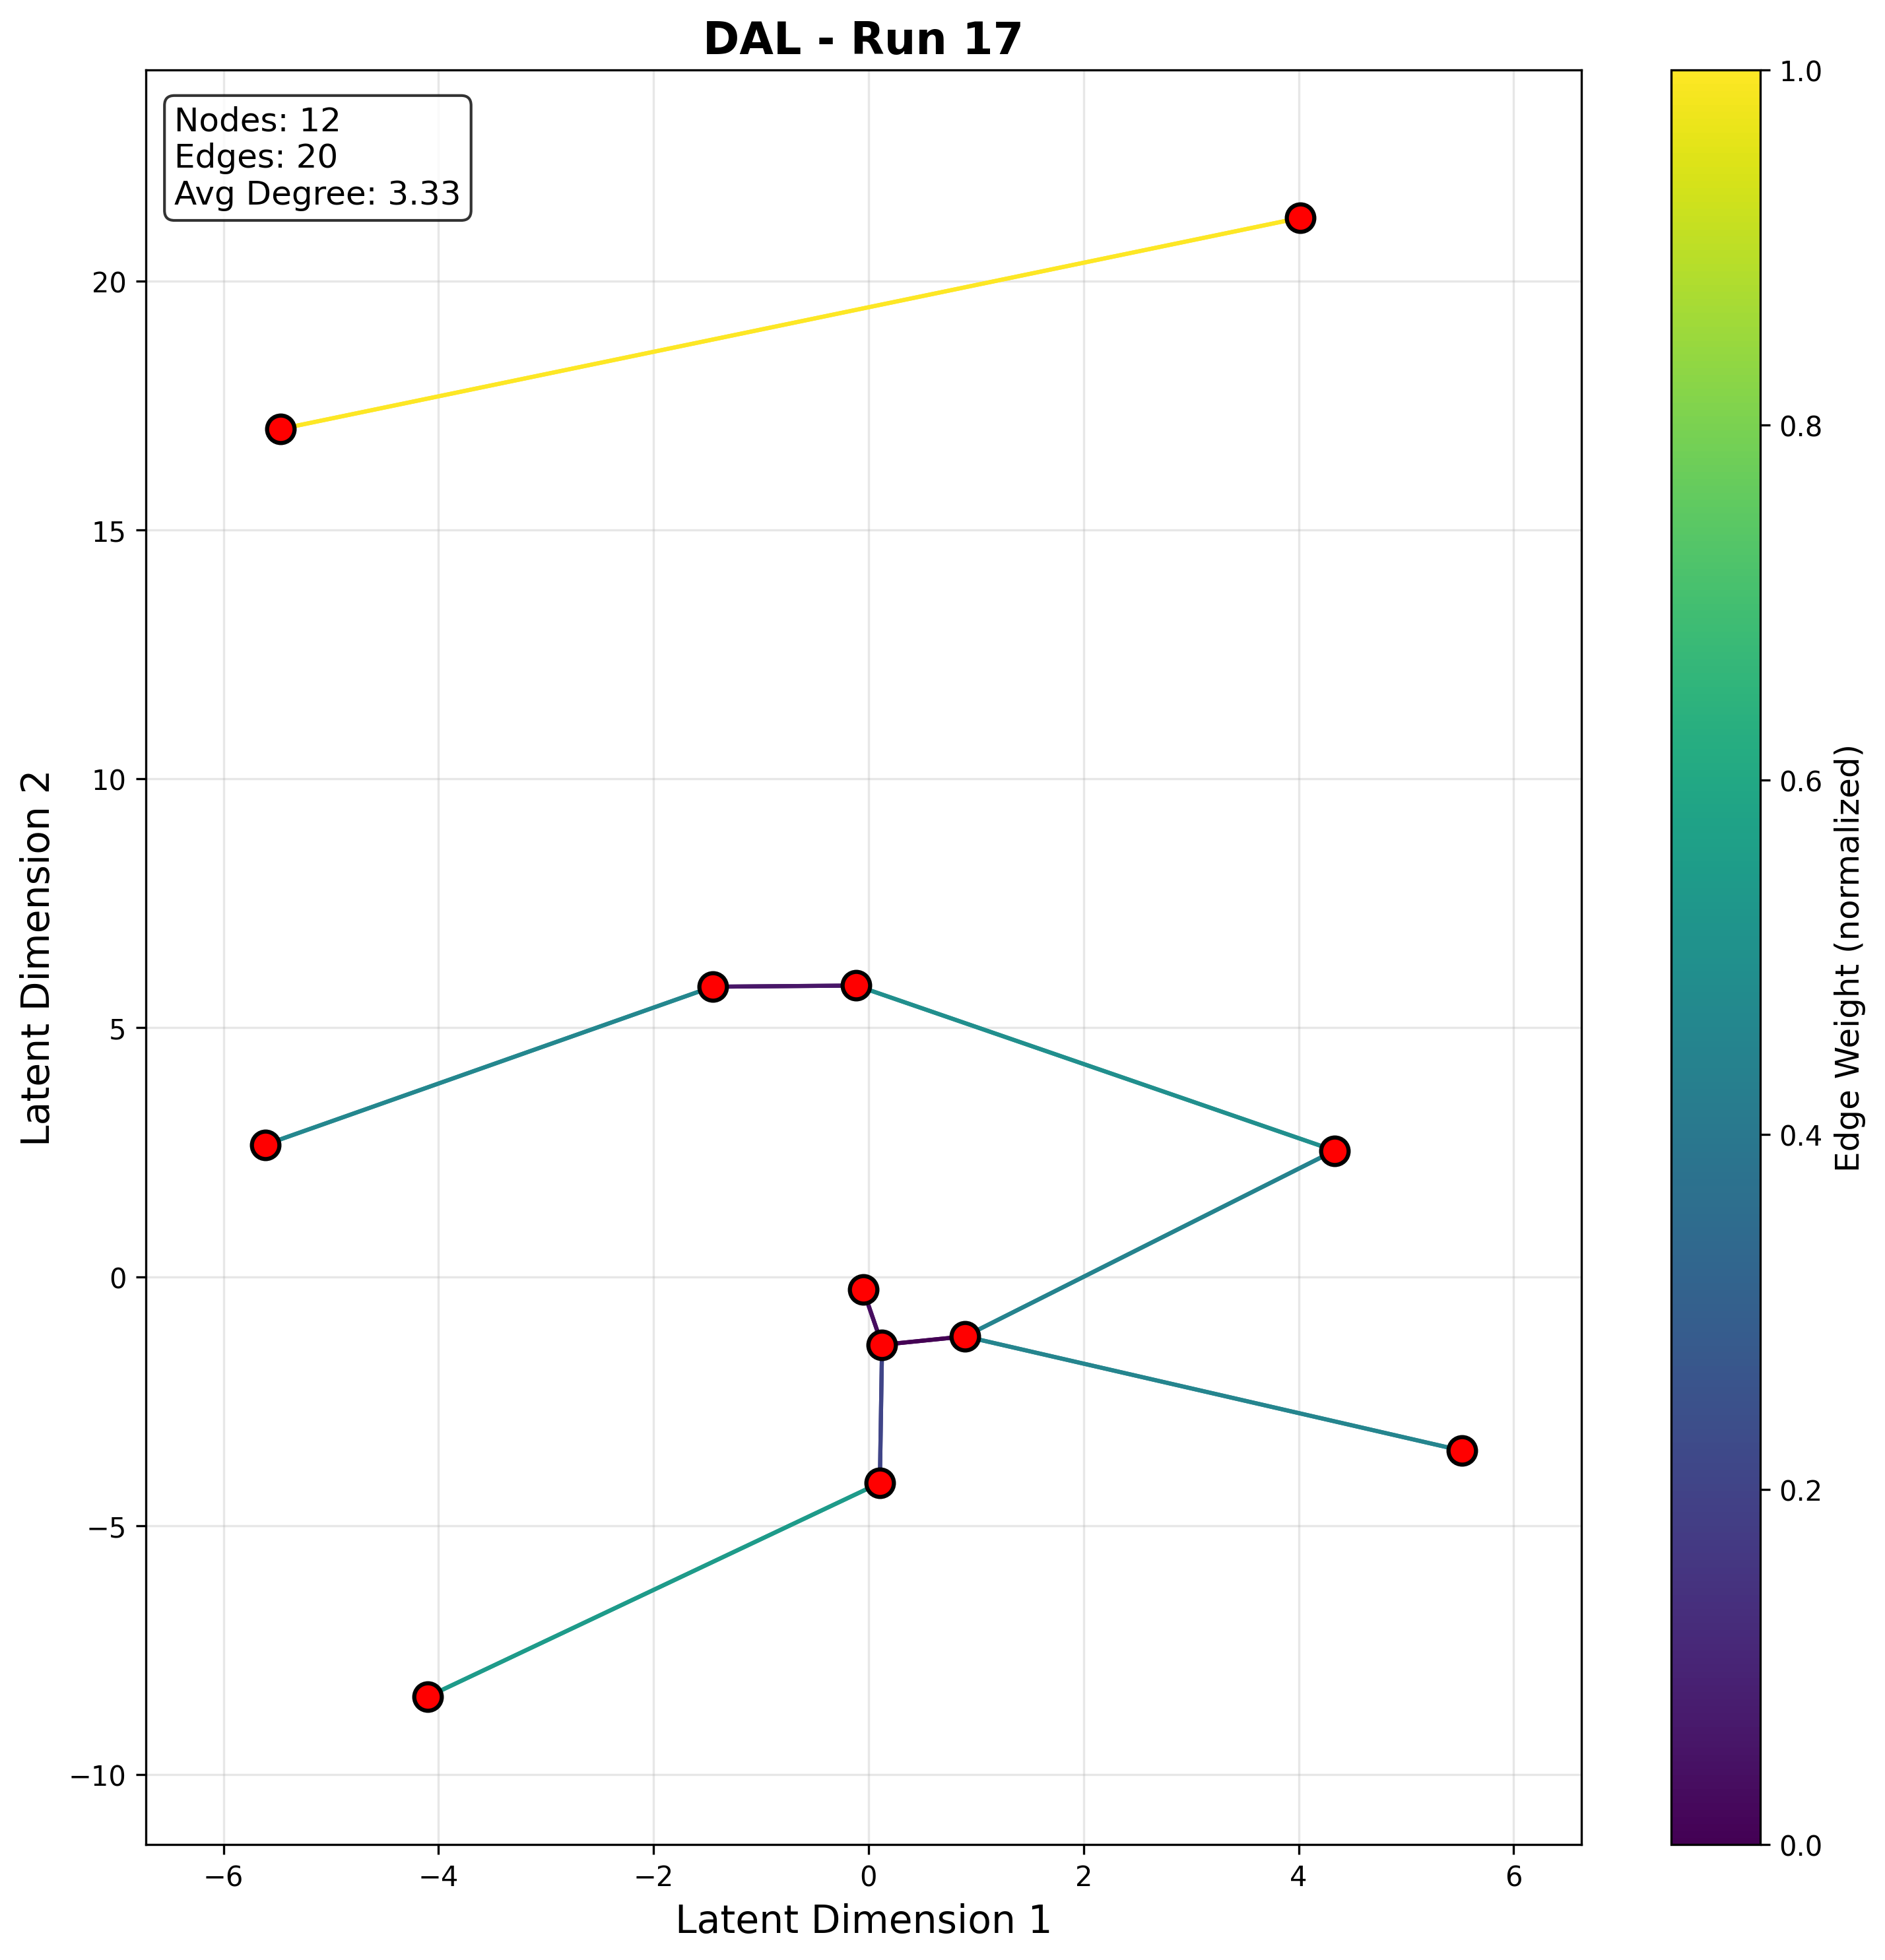 DAL - Run 17
Nodes: 12
Edges: 20
Avg Degree: 3.33
Latent Dimension 2
20
15
10
5
0
−5
−10
−6
−4
−2
0
2
4
6
Latent Dimension 1
1.0
0.8
0.6
0.4
0.2
0.0
Edge Weight (normalized)